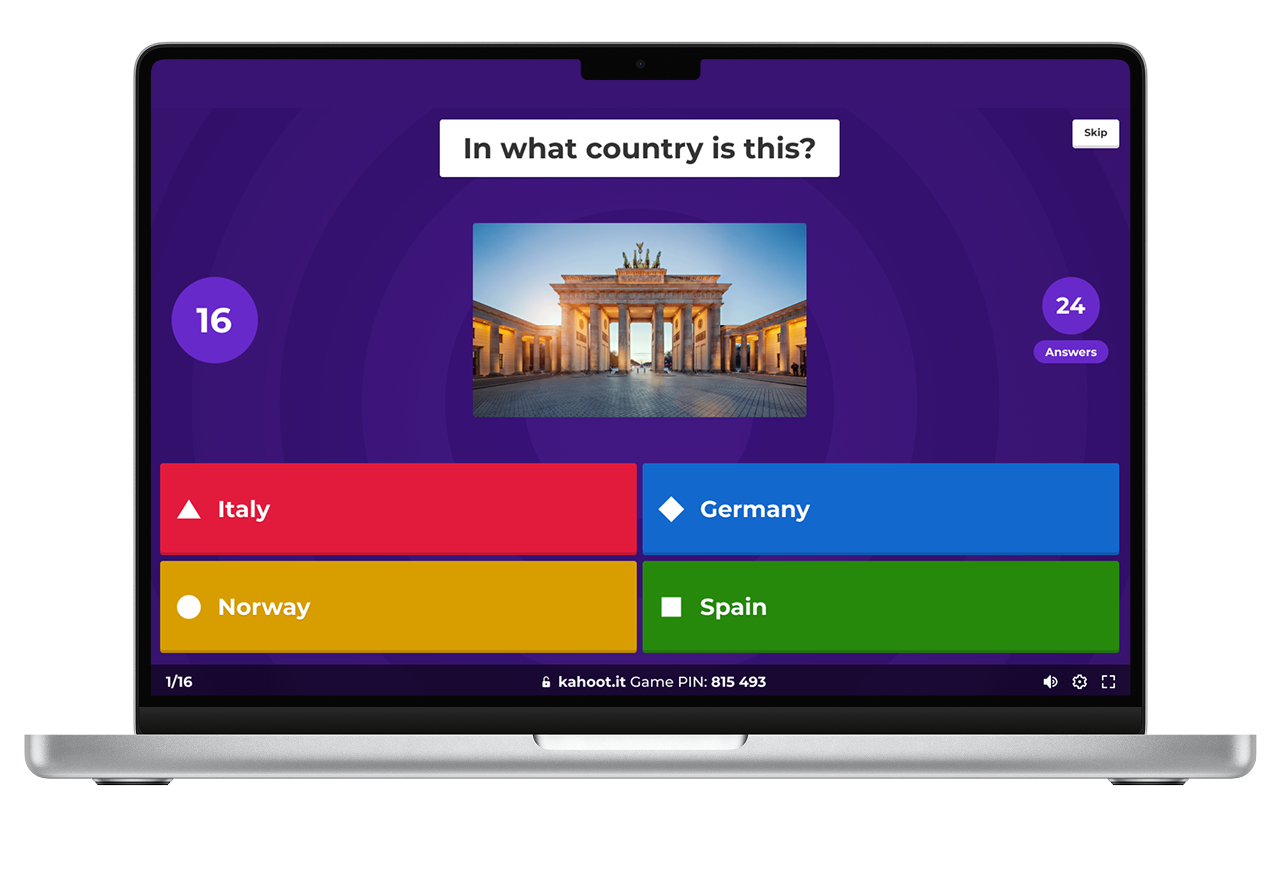 In what country is this?
Skip
16
24
Answers
Italy
Germany
Norway
Spain
1/16
kahoot.it Game PIN: 815 493